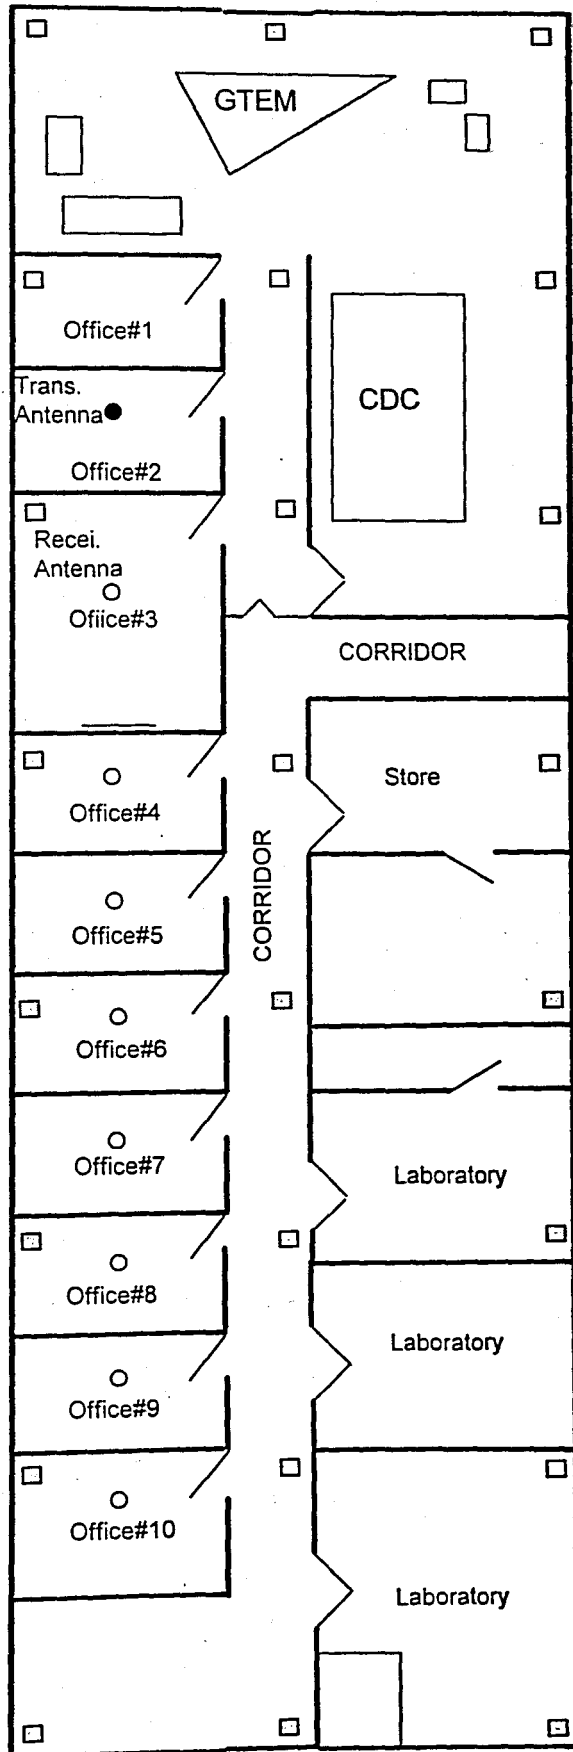 GTEM
Office#1
Trans.
Antenna
CDC
Office#2
Recei.
Antenna
Ofiice#3
CORRIDOR
Store
Office#4
CORRIDOR
Office#5
Office#6
Office#7
Laboratory
Office#8
Laboratory
Office#9
Office#10
Laboratory